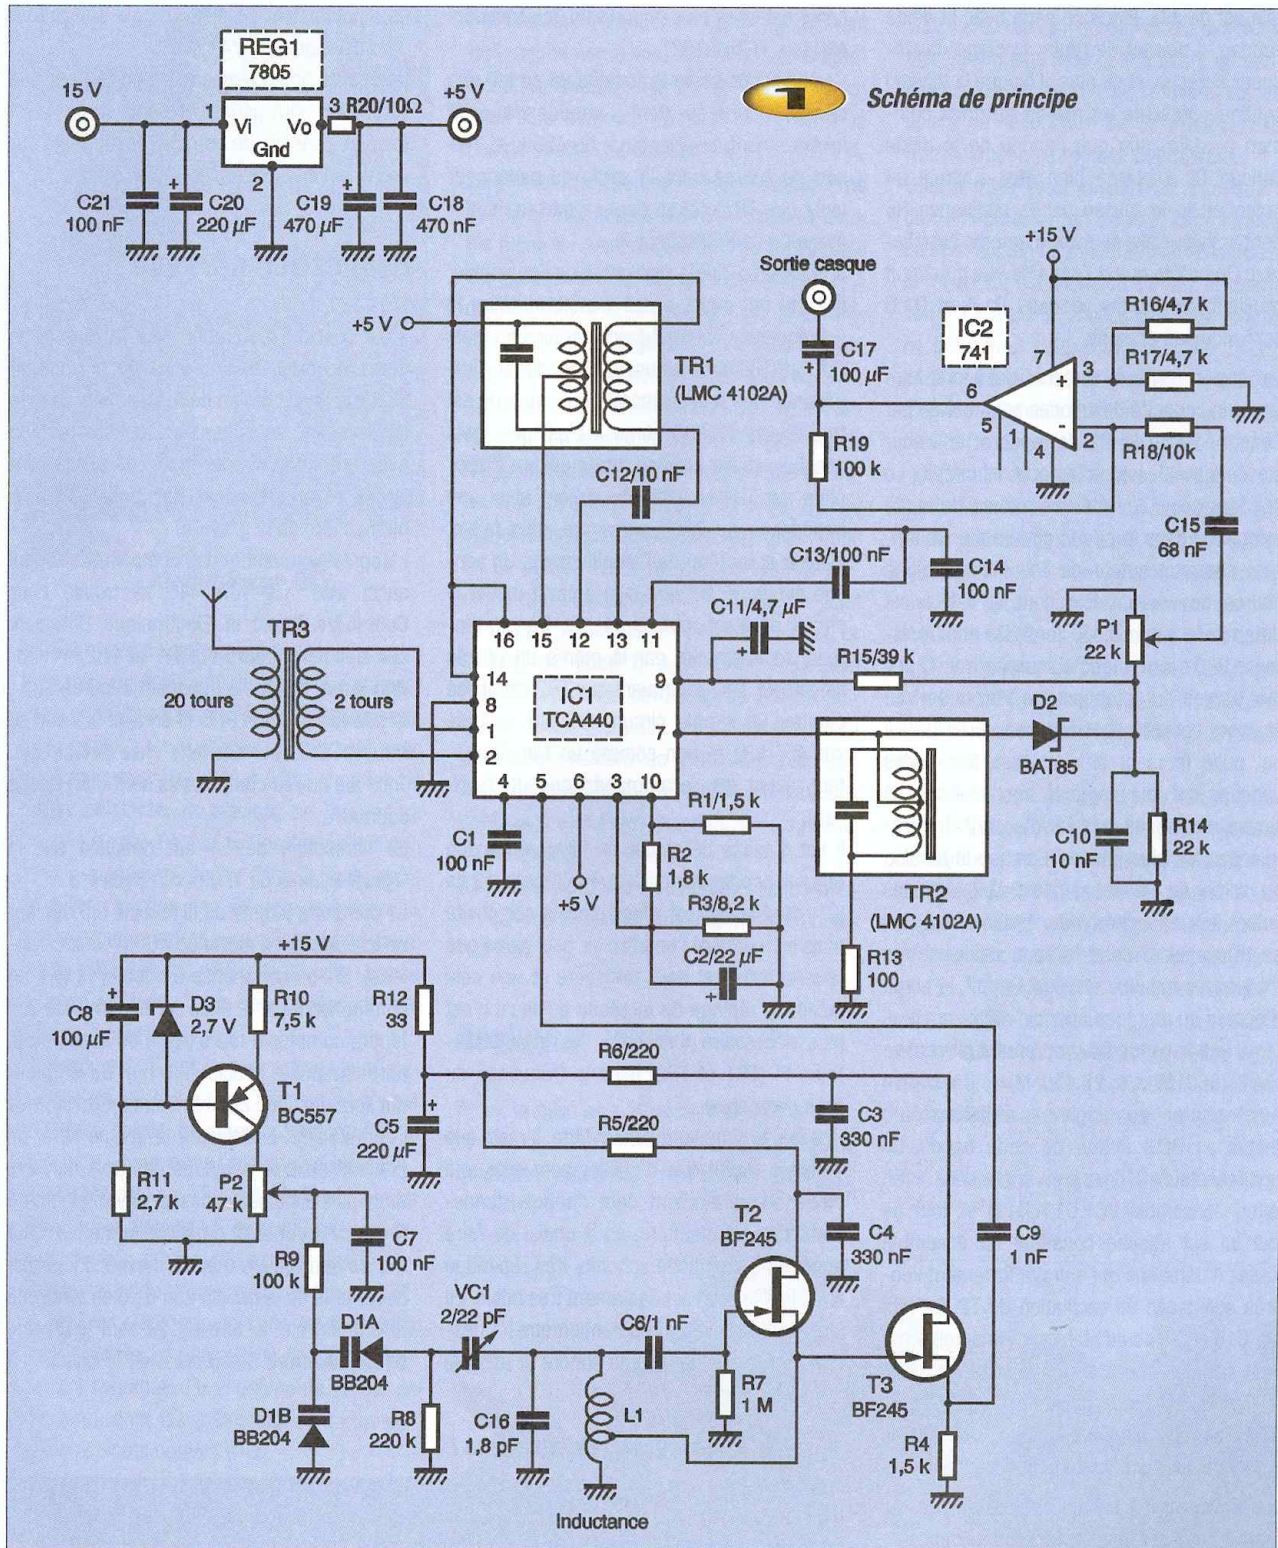 REG1
7805
15 V
1
3
R20/10Ω
+5 V
Vi
Vo
Gnd
2
C21
100 nF
+
C20
220 µF
C19
470 µF
+
C18
470 nF
1
Schéma de principe
+5 V
TR1
(LMC 4102A)
C12/10 nF
Sortie casque
C17
+
100 µF
+15 V
IC2
741
R16/4,7 k
R17/4,7 k
7
3
6
+
5
1
-
4
2
R18/10k
R19
100 k
C15
68 nF
C13/100 nF
C14
100 nF
C11/4,7 µF
+
P1
22 k
TR3
20 tours
2 tours
16
15
12
13
11
14
8
1
2
IC1
TCA440
9
7
4
5
6
3
10
R15/39 k
D2
BAT85
C1
100 nF
+5 V
R1/1,5 k
R2
1,8 k
R3/8,2 k
C2/22 µF
+
TR2
(LMC 4102A)
R13
100
C10
10 nF
R14
22 k
+15 V
C8
+
100 µF
D3
2,7 V
R10
7,5 k
R12
33
T1
BC557
R6/220
R5/220
C5
+
220 µF
C3
330 nF
R11
2,7 k
P2
47 k
R9
100 k
C7
100 nF
T2
BF245
C4
330 nF
C9
1 nF
D1A
BB204
VC1
2/22 pF
C6/1 nF
D1B
BB204
R8
220 k
C16
1,8 pF
L1
R7
1 M
T3
BF245
R4
1,5 k
Inductance